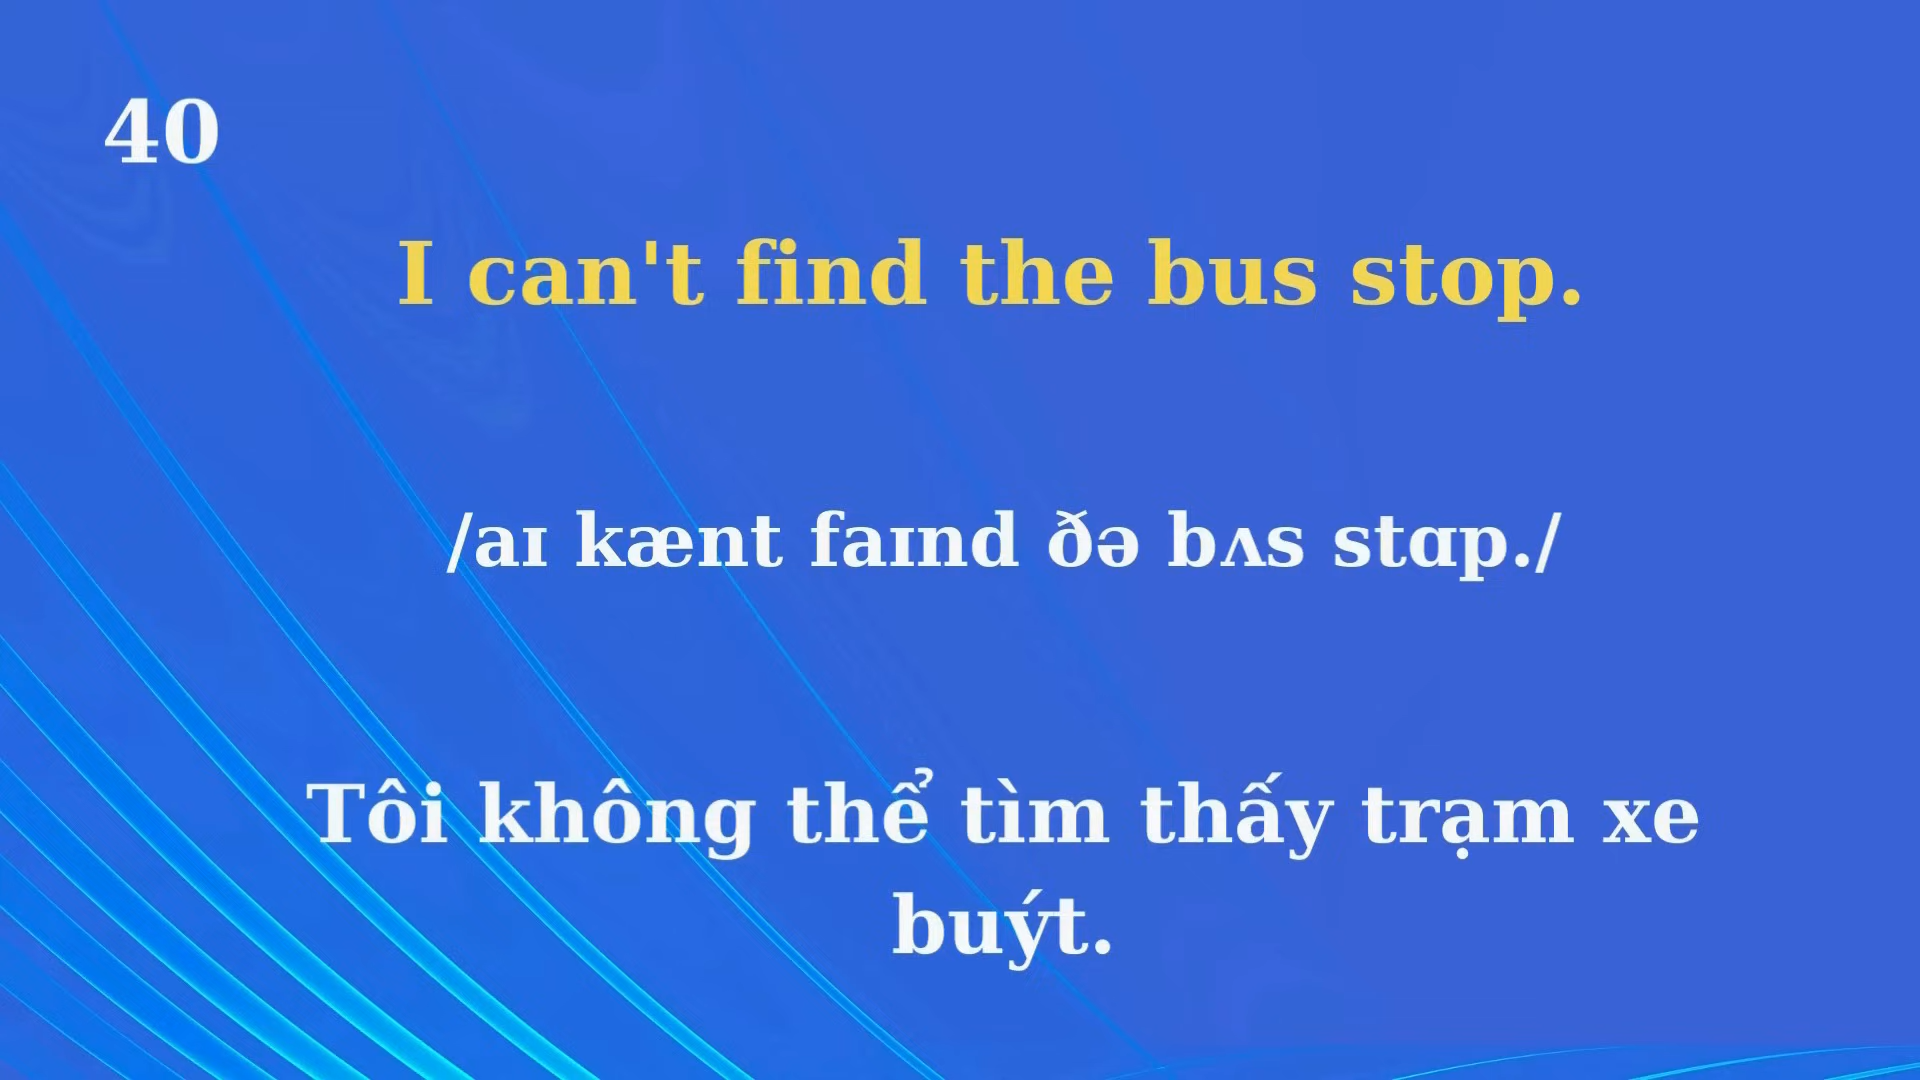 40
I can't find the bus stop.
/aɪ kænt faɪnd ðə bʌs stɑp./
Tôi không thể tìm thấy trạm xe
buýt.